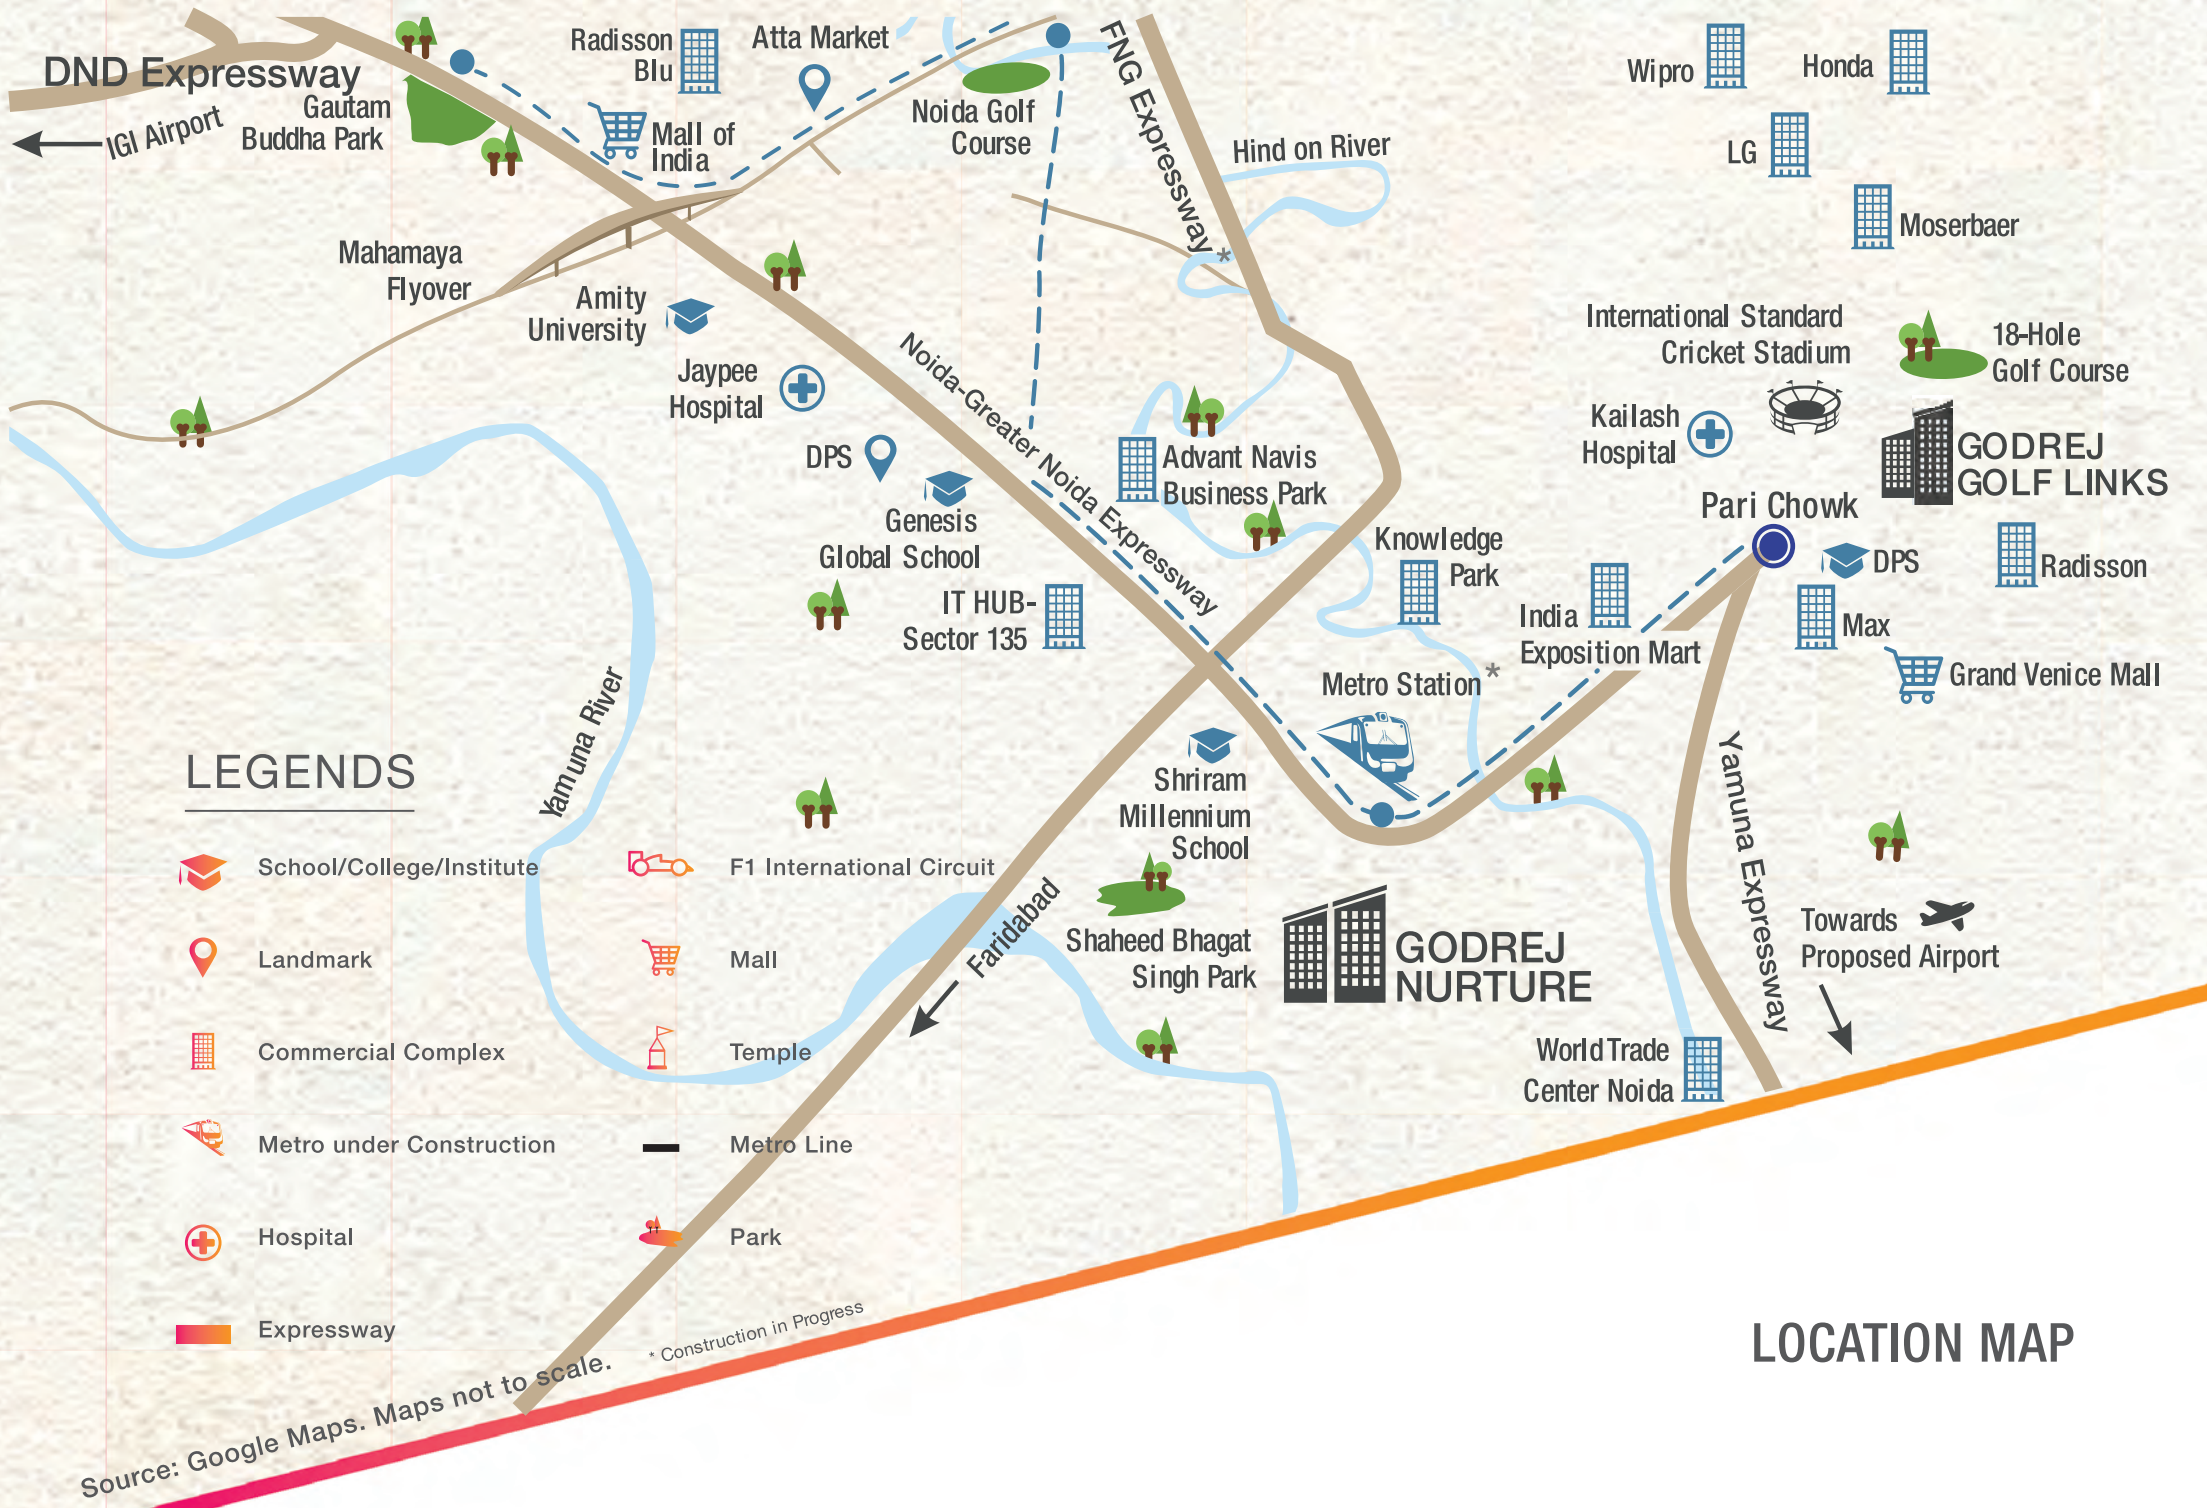 DND Expressway
IGI Airport
Gautam
Buddha Park
Radisson
Blu
Atta Market
Mall of
India
Noida Golf
Course
FNG Expressway *
Hind on River
Wipro
Honda
LG
Moserbaer
Mahamaya
Flyover
Amity
University
Jaypee
Hospital
Noida-Greater Noida Expressway
DPS
Genesis
Global School
IT HUB-
Sector 135
Advant Navis
Business Park
International Standard
Cricket Stadium
18-Hole
Golf Course
Kailash
Hospital
GODREJ
GOLF LINKS
Pari Chowk
Knowledge
Park
India
Exposition Mart
DPS
Radisson
Max
Grand Venice Mall
Metro Station *
Yamuna River
Shriram
Millennium
School
Faridabad
Shaheed Bhagat
Singh Park
GODREJ
NURTURE
Yamuna Expressway
Towards
Proposed Airport
World Trade
Center Noida
LEGENDS
School/College/Institute
F1 International Circuit
Landmark
Mall
Commercial Complex
Temple
Metro under Construction
Metro Line
Hospital
Park
Expressway
* Construction in Progress
Source: Google Maps. Maps not to scale.
LOCATION MAP